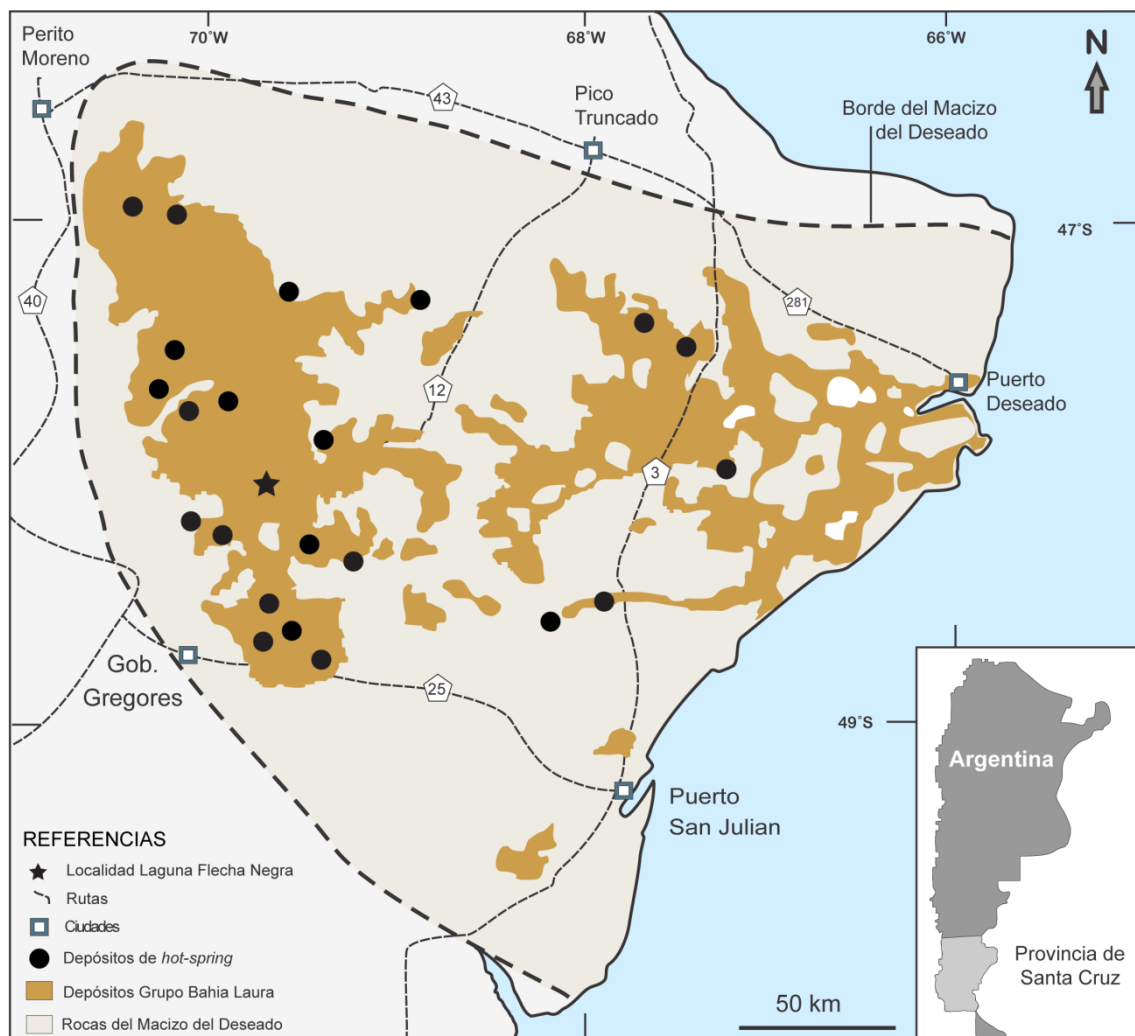 70°W
68°W
66°W
Perito
Moreno
N
43
Pico
Truncado
Borde del Macizo
del Deseado
47°S
40
281
12
Puerto
Deseado
3
Gob.
Gregores
25
49°S
Puerto
San Julian
REFERENCIAS
Localidad Laguna Flecha Negra
Rutas
Ciudades
Depósitos de hot-spring
Depósitos Grupo Bahia Laura
Rocas del Macizo del Deseado
50 km
Argentina
Provincia de
Santa Cruz